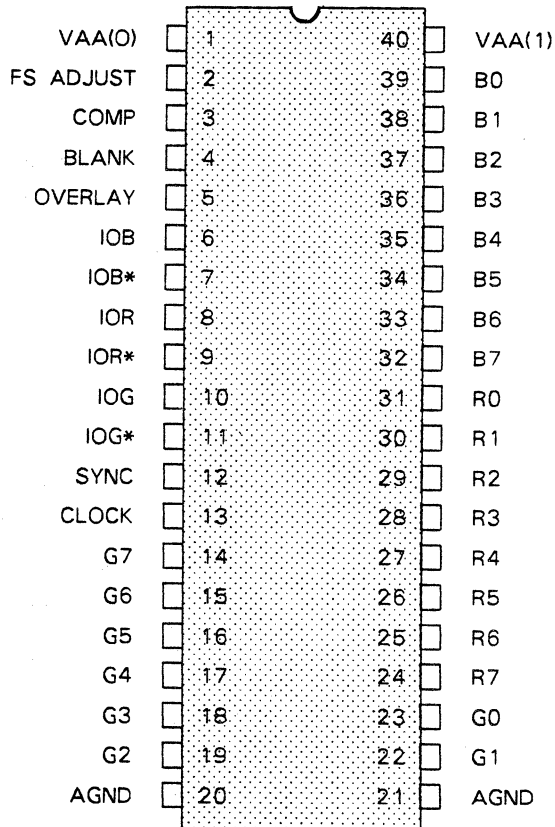 VAA(0) 1 40 VAA(1)
FS ADJUST 2 39 B0
COMP 3 38 B1
BLANK 4 37 B2
OVERLAY 5 36 B3
IOB 6 35 B4
IOB* 7 34 B5
IOR 8 33 B6
IOR* 9 32 B7
IOG 10 31 R0
IOG* 11 30 R1
SYNC 12 29 R2
CLOCK 13 28 R3
G7 14 27 R4
G6 15 26 R5
G5 16 25 R6
G4 17 24 R7
G3 18 23 G0
G2 19 22 G1
AGND 20 21 AGND